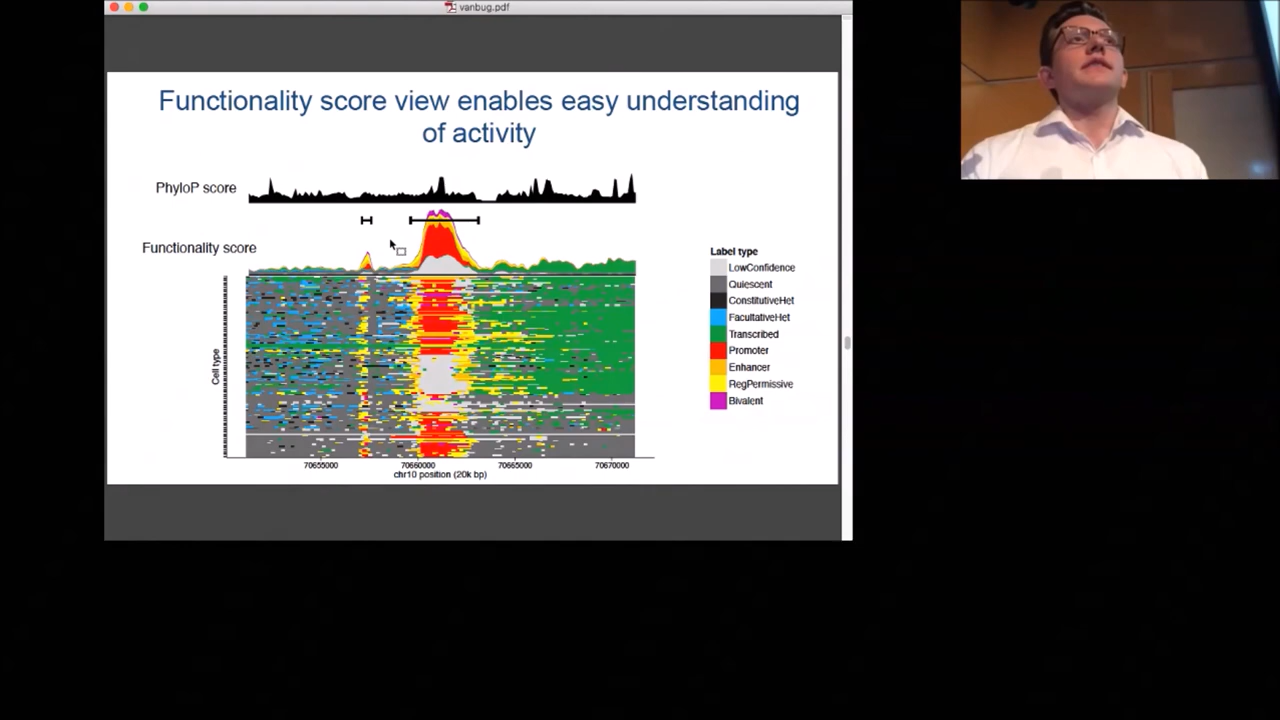 vanbug.pdf
Functionality score view enables easy understanding
of activity
PhyloP score
Functionality score
Label type
LowConfidence
Quiescent
ConstitutiveHet
FacultativeHet
Transcribed
Promoter
Enhancer
RegPermissive
Bivalent
Cell type
70655000 70660000 70665000 70670000
chr10 position (20k bp)